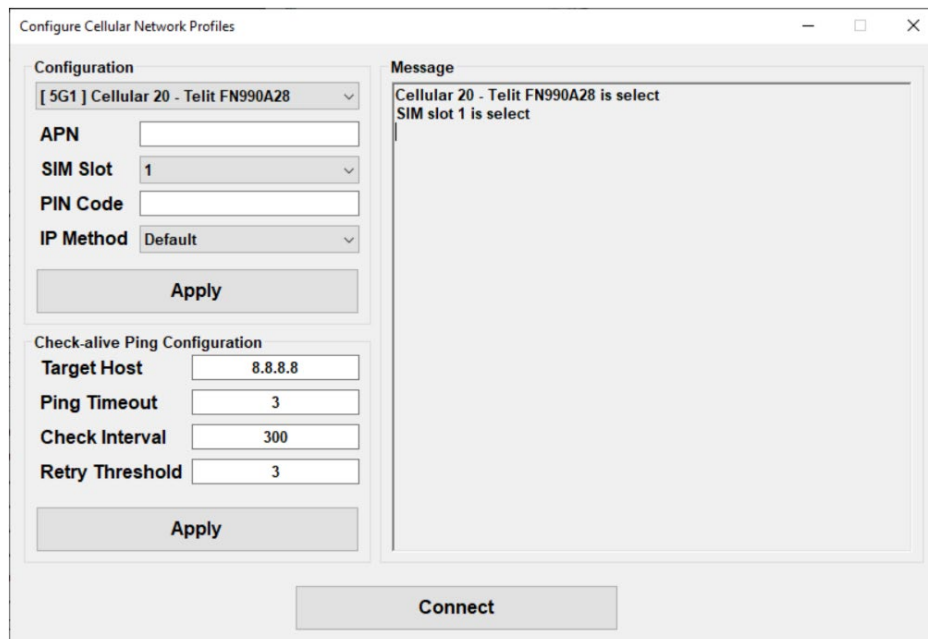 Configure Cellular Network Profiles
Configuration
[ 5G1 ] Cellular 20 - Telit FN990A28
APN
SIM Slot 1
PIN Code
IP Method Default
Apply
Check-alive Ping Configuration
Target Host 8.8.8.8
Ping Timeout 3
Check Interval 300
Retry Threshold 3
Apply
Message
Cellular 20 - Telit FN990A28 is select
SIM slot 1 is select
Connect